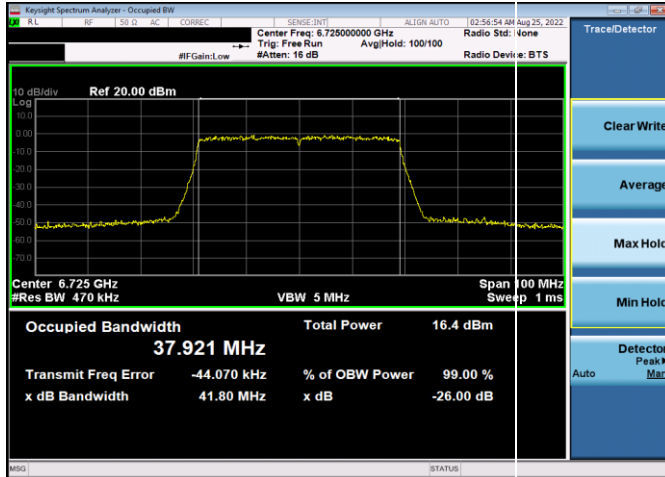 Keysight Spectrum Analyzer - Occupied BW
RL RF 50 Ω AC CORREC SENSE:INT ALIGN AUTO 02:56:54 AM Aug 25, 2022
Center Freq: 6.725000000 GHz Radio Std: None
Trig: Free Run Avg|Hold: 100/100
#IFGain:Low #Atten: 16 dB Radio Device: BTS
10 dB/div Ref 20.00 dBm
Log
10.0
0.00
-10.0
-20.0
-30.0
-40.0
-50.0
-60.0
-70.0
Center 6.725 GHz Span 100 MHz
#Res BW 470 kHz VBW 5 MHz Sweep 1 ms
Occupied Bandwidth Total Power 16.4 dBm
37.921 MHz
Transmit Freq Error -44.070 kHz % of OBW Power 99.00 %
x dB Bandwidth 41.80 MHz x dB -26.00 dB
MSG STATUS
Trace/Detector
Clear Write
Average
Max Hold
Min Hold
Detector
Peak
Auto Man